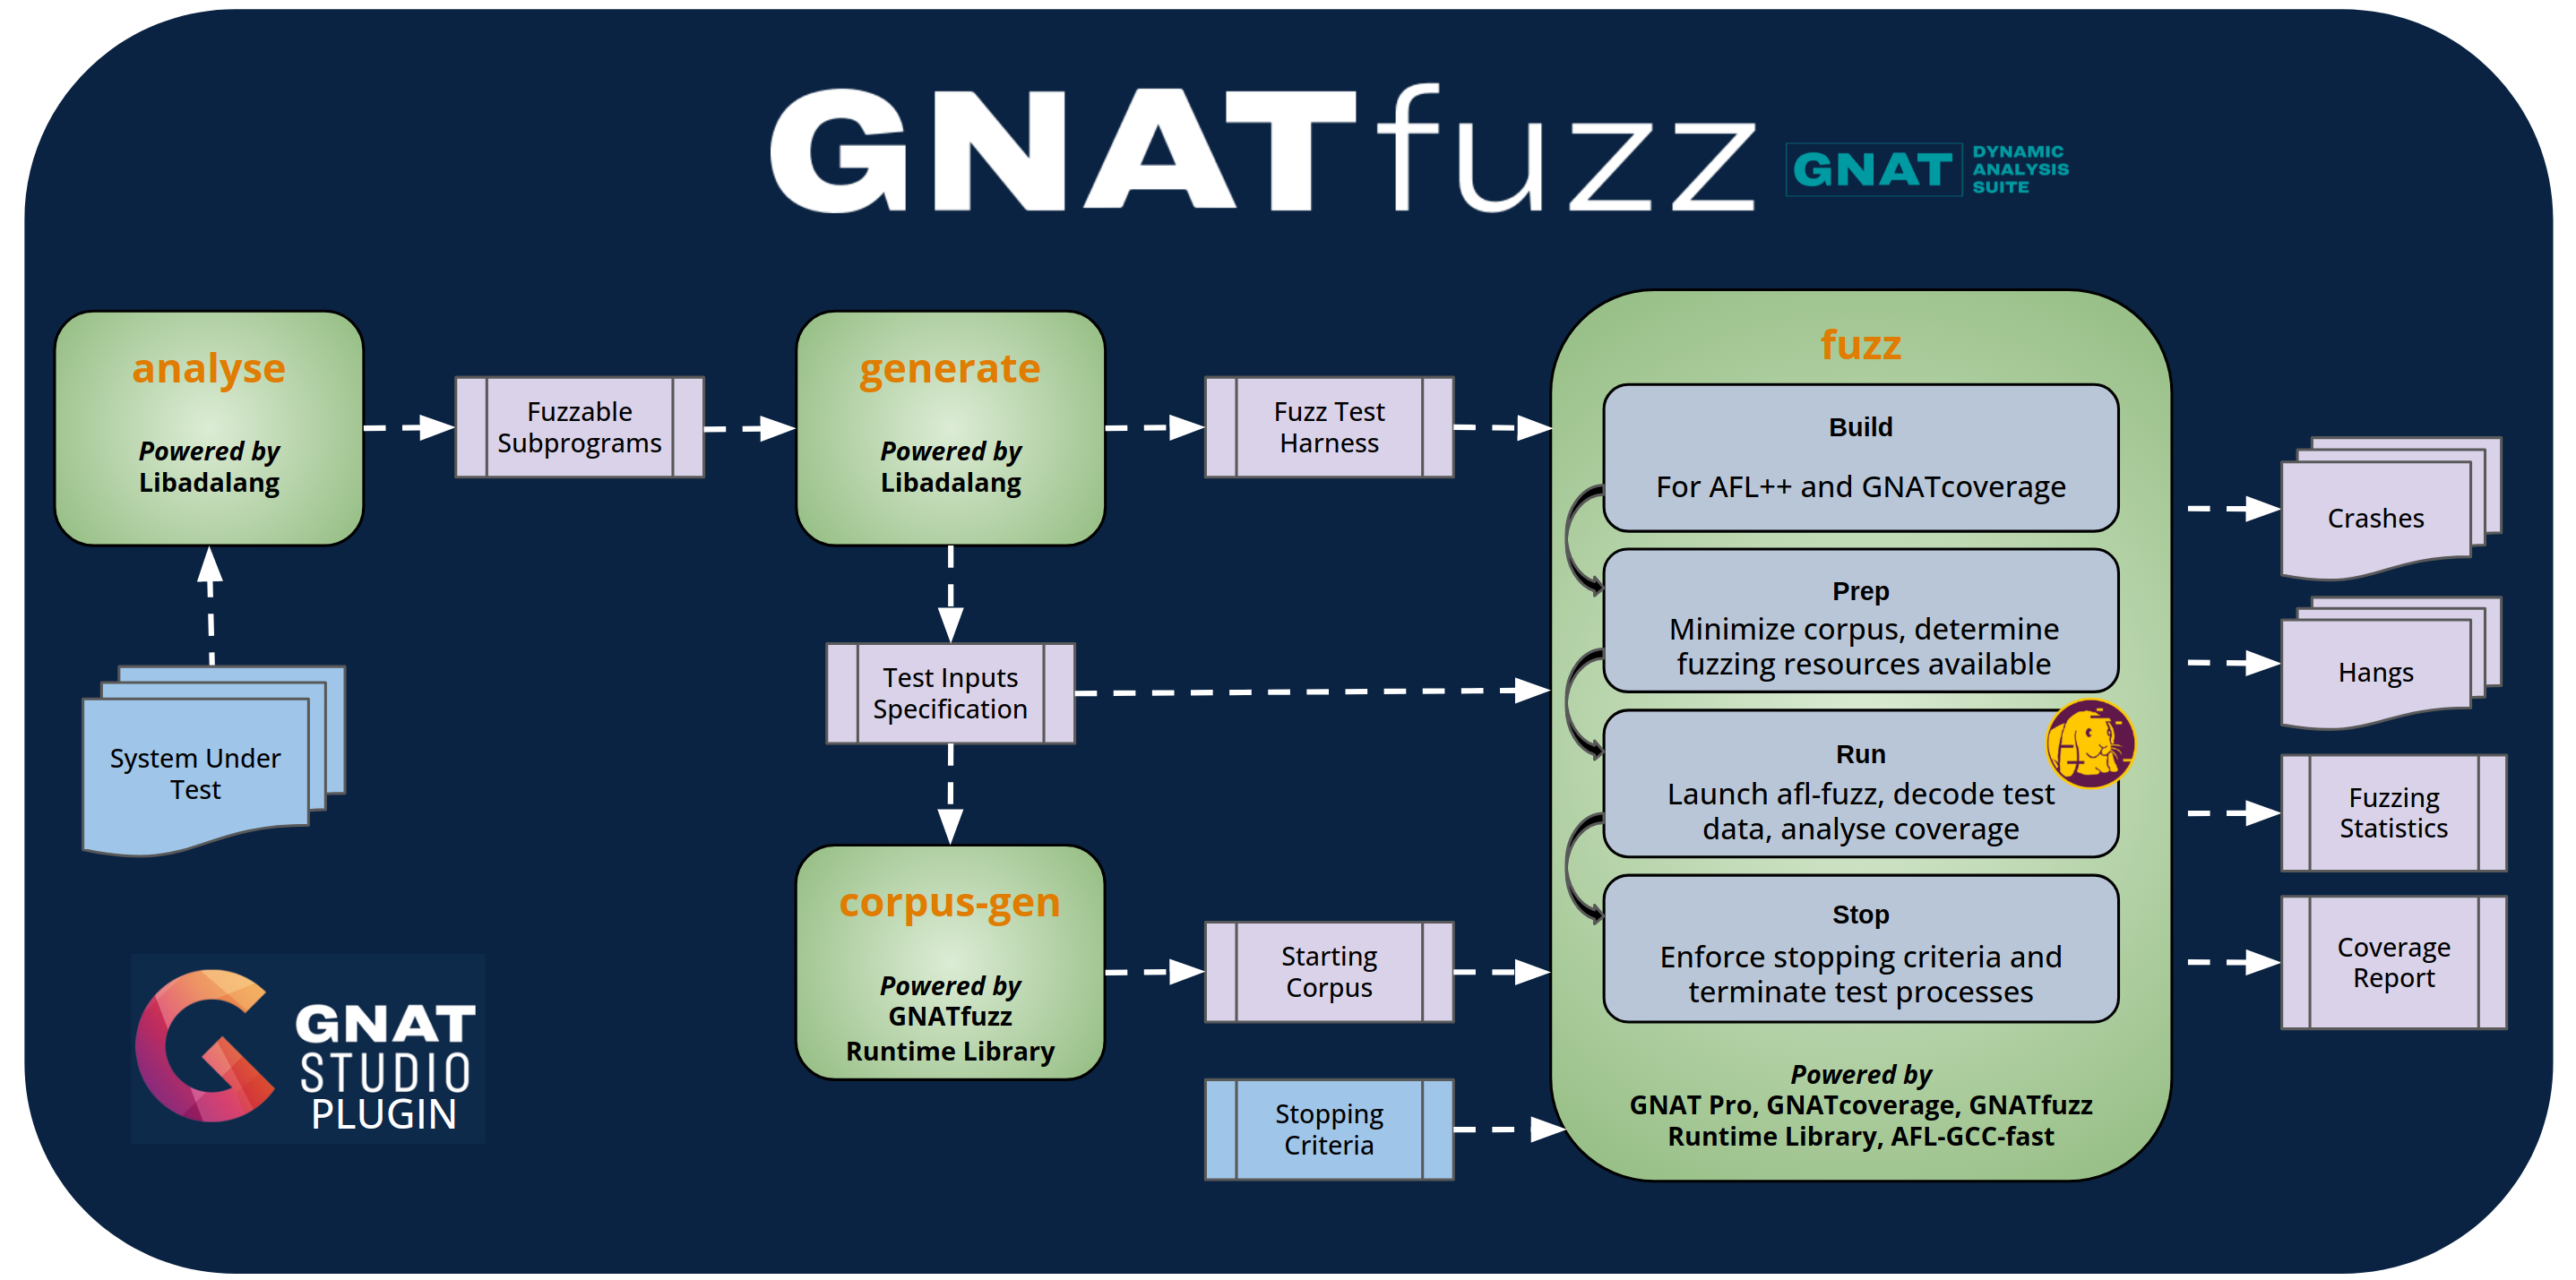 GNATfuzz
GNAT
DYNAMIC
ANALYSIS
SUITE
analyse
Powered by
Libadalang
Fuzzable
Subprograms
generate
Powered by
Libadalang
Fuzz Test
Harness
System Under
Test
Test Inputs
Specification
corpus-gen
Powered by
GNATfuzz
Runtime Library
Starting
Corpus
Stopping
Criteria
fuzz
Build
For AFL++ and GNATcoverage
Prep
Minimize corpus, determine
fuzzing resources available
Run
Launch afl-fuzz, decode test
data, analyse coverage
Stop
Enforce stopping criteria and
terminate test processes
Powered by
GNAT Pro, GNATcoverage, GNATfuzz
Runtime Library, AFL-GCC-fast
Crashes
Hangs
Fuzzing
Statistics
Coverage
Report
GNAT
STUDIO
PLUGIN